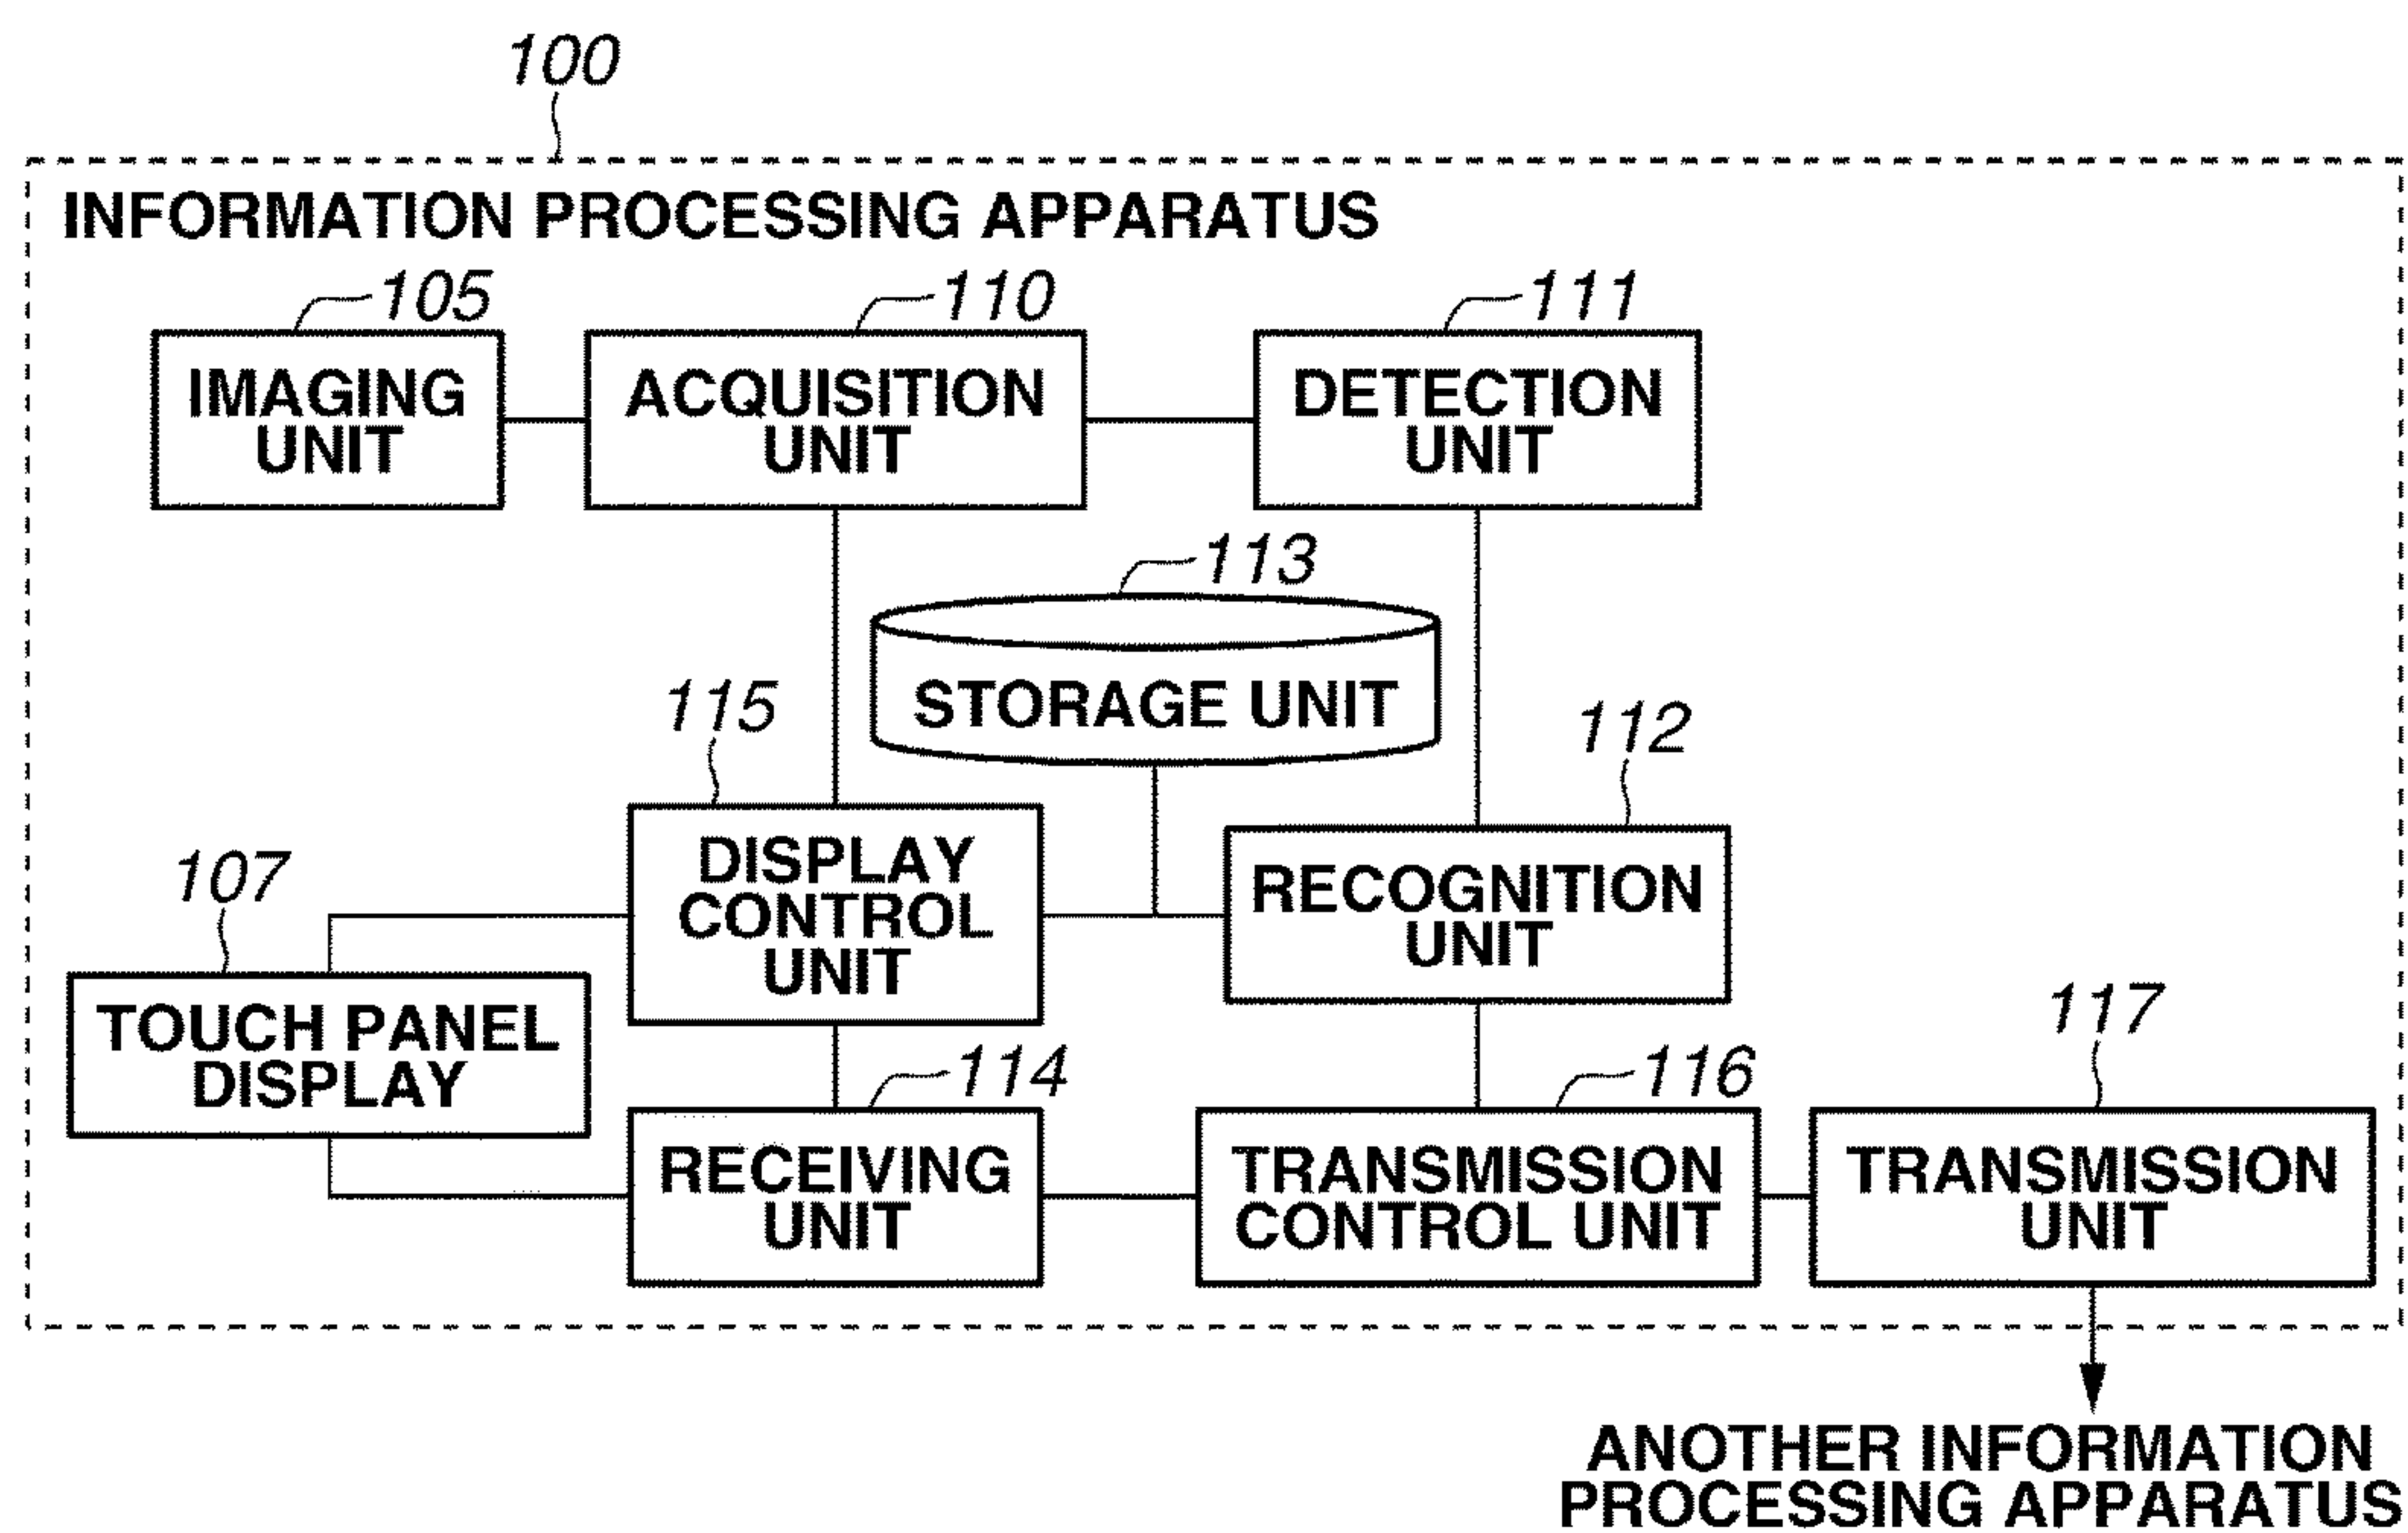 100
INFORMATION PROCESSING APPARATUS
105
110
111
IMAGING
UNIT
ACQUISITION
UNIT
DETECTION
UNIT
113
STORAGE UNIT
115
112
DISPLAY
CONTROL
UNIT
RECOGNITION
UNIT
107
TOUCH PANEL
DISPLAY
114
116
117
RECEIVING
UNIT
TRANSMISSION
CONTROL UNIT
TRANSMISSION
UNIT
ANOTHER INFORMATION
PROCESSING APPARATUS